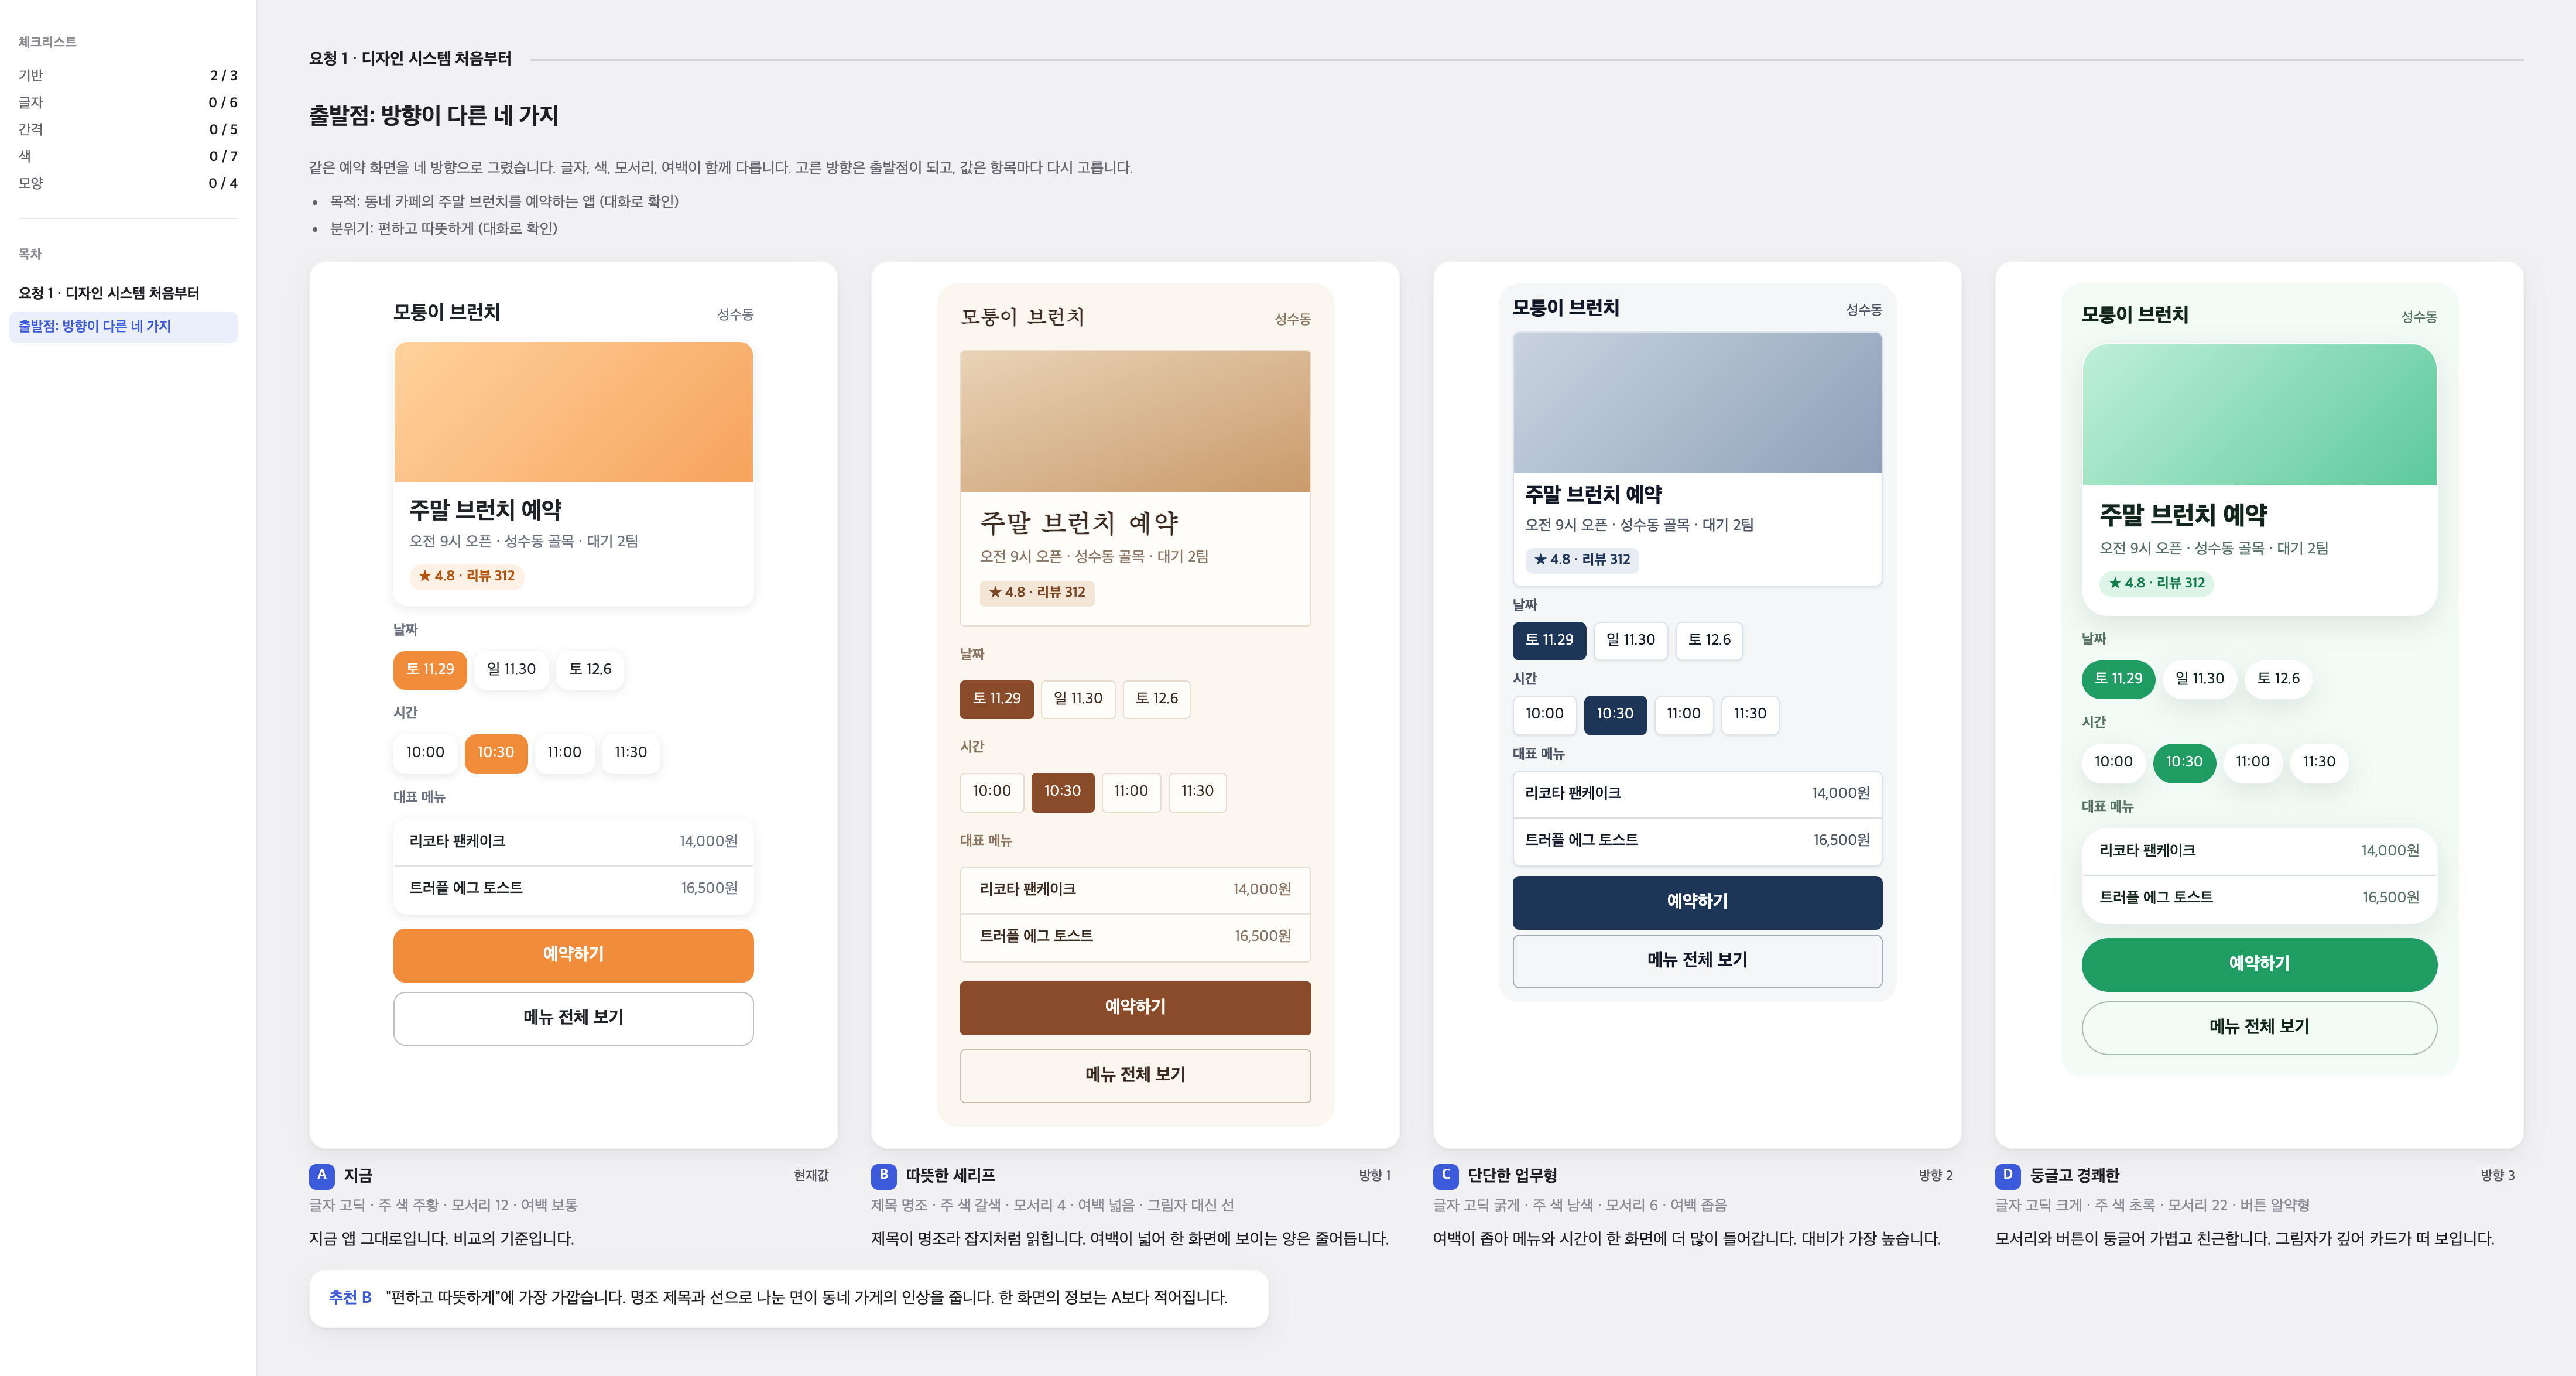 체크리스트
기반 2 / 3
글자 0 / 6
간격 0 / 5
색 0 / 7
모양 0 / 4
목차
요청 1 · 디자인 시스템 처음부터
출발점: 방향이 다른 네 가지
요청 1 · 디자인 시스템 처음부터
출발점: 방향이 다른 네 가지
같은 예약 화면을 네 방향으로 그렸습니다. 글자, 색, 모서리, 여백이 함께 다릅니다. 고른 방향은 출발점이 되고, 값은 항목마다 다시 고릅니다.
• 목적: 동네 카페의 주말 브런치를 예약하는 앱 (대화로 확인)
• 분위기: 편하고 따뜻하게 (대화로 확인)
모퉁이 브런치 성수동
주말 브런치 예약
오전 9시 오픈 · 성수동 골목 · 대기 2팀
★ 4.8 · 리뷰 312
날짜
토 11.29 일 11.30 토 12.6
시간
10:00 10:30 11:00 11:30
대표 메뉴
리코타 팬케이크 14,000원
트러플 에그 토스트 16,500원
예약하기
메뉴 전체 보기
A 지금 현재값
글자 고딕 · 주 색 주황 · 모서리 12 · 여백 보통
지금 앱 그대로입니다. 비교의 기준입니다.
모퉁이 브런치 성수동
주말 브런치 예약
오전 9시 오픈 · 성수동 골목 · 대기 2팀
★ 4.8 · 리뷰 312
날짜
토 11.29 일 11.30 토 12.6
시간
10:00 10:30 11:00 11:30
대표 메뉴
리코타 팬케이크 14,000원
트러플 에그 토스트 16,500원
예약하기
메뉴 전체 보기
B 따뜻한 세리프 방향 1
제목 명조 · 주 색 갈색 · 모서리 4 · 여백 넓음 · 그림자 대신 선
제목이 명조라 잡지처럼 읽힙니다. 여백이 넓어 한 화면에 보이는 양은 줄어듭니다.
모퉁이 브런치 성수동
주말 브런치 예약
오전 9시 오픈 · 성수동 골목 · 대기 2팀
★ 4.8 · 리뷰 312
날짜
토 11.29 일 11.30 토 12.6
시간
10:00 10:30 11:00 11:30
대표 메뉴
리코타 팬케이크 14,000원
트러플 에그 토스트 16,500원
예약하기
메뉴 전체 보기
C 단단한 업무형 방향 2
글자 고딕 굵게 · 주 색 남색 · 모서리 6 · 여백 좁음
여백이 좁아 메뉴와 시간이 한 화면에 더 많이 들어갑니다. 대비가 가장 높습니다.
모퉁이 브런치 성수동
주말 브런치 예약
오전 9시 오픈 · 성수동 골목 · 대기 2팀
★ 4.8 · 리뷰 312
날짜
토 11.29 일 11.30 토 12.6
시간
10:00 10:30 11:00 11:30
대표 메뉴
리코타 팬케이크 14,000원
트러플 에그 토스트 16,500원
예약하기
메뉴 전체 보기
D 둥글고 경쾌한 방향 3
글자 고딕 크게 · 주 색 초록 · 모서리 22 · 버튼 알약형
모서리와 버튼이 둥글어 가볍고 친근합니다. 그림자가 깊어 카드가 떠 보입니다.
추천 B "편하고 따뜻하게"에 가장 가깝습니다. 명조 제목과 선으로 나눈 면이 동네 가게의 인상을 줍니다. 한 화면의 정보는 A보다 적어집니다.